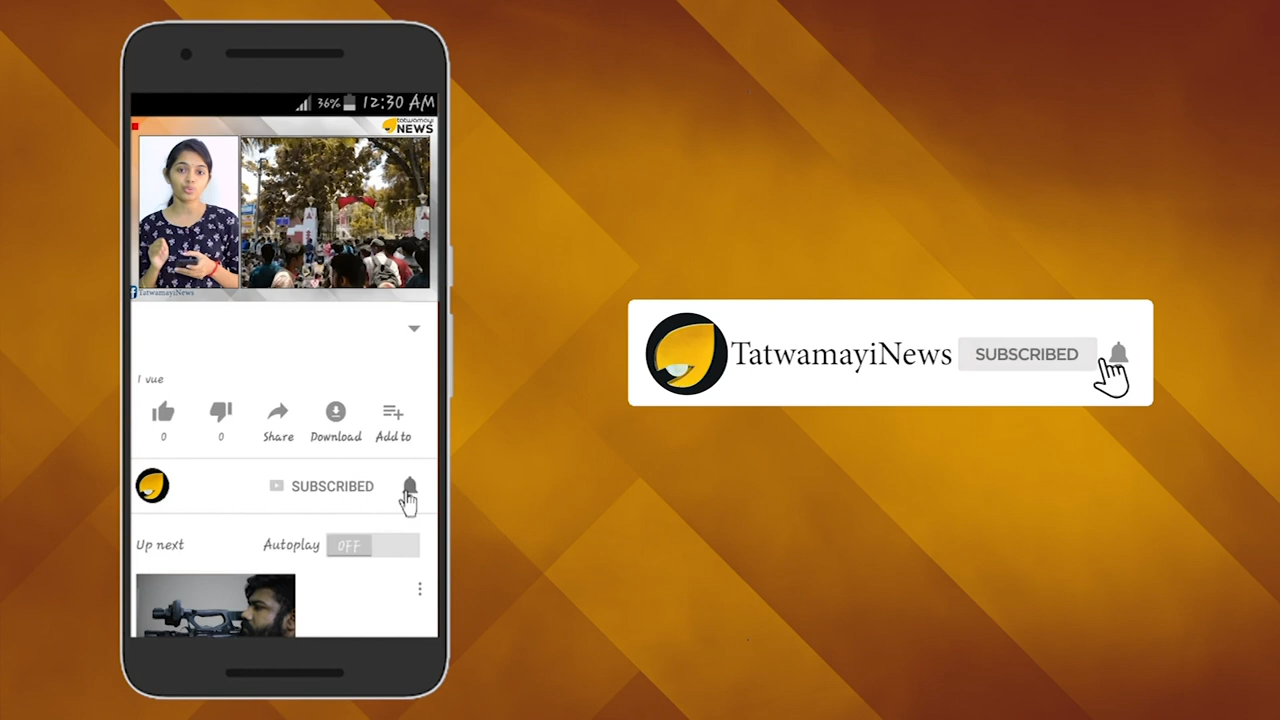 36% 12:30 AM
tatwamayi
NEWS
TatwamayiNews
1 vue
0 0 Share Download Add to
SUBSCRIBED
Up next Autoplay OFF
TatwamayiNews SUBSCRIBED